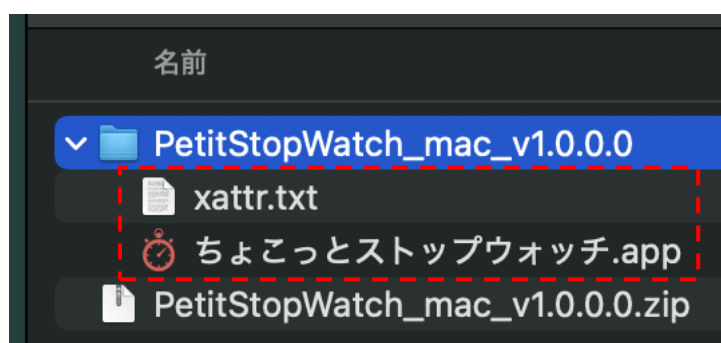 名前
PetitStopWatch_mac_v1.0.0.0
xattr.txt
ちょこっとストップウォッチ.app
PetitStopWatch_mac_v1.0.0.0.zip